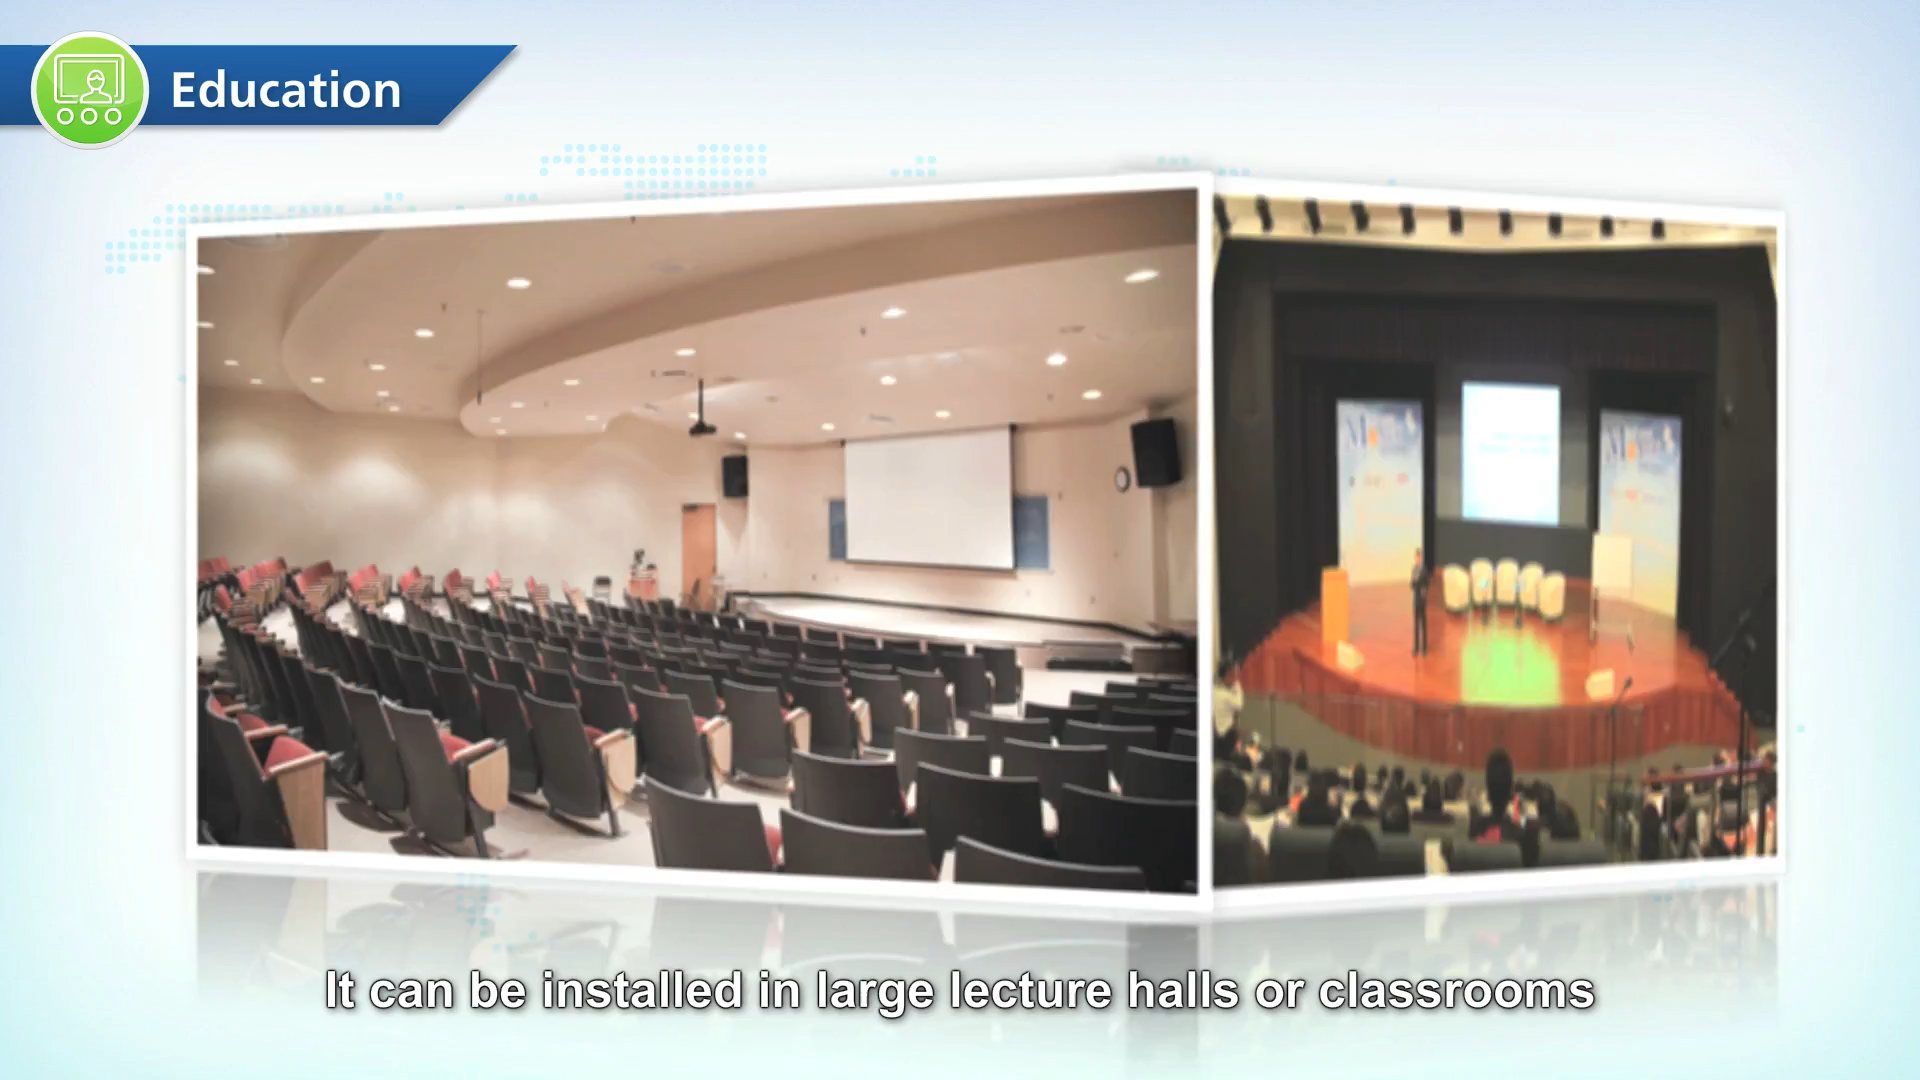 Education
It can be installed in large lecture halls or classrooms